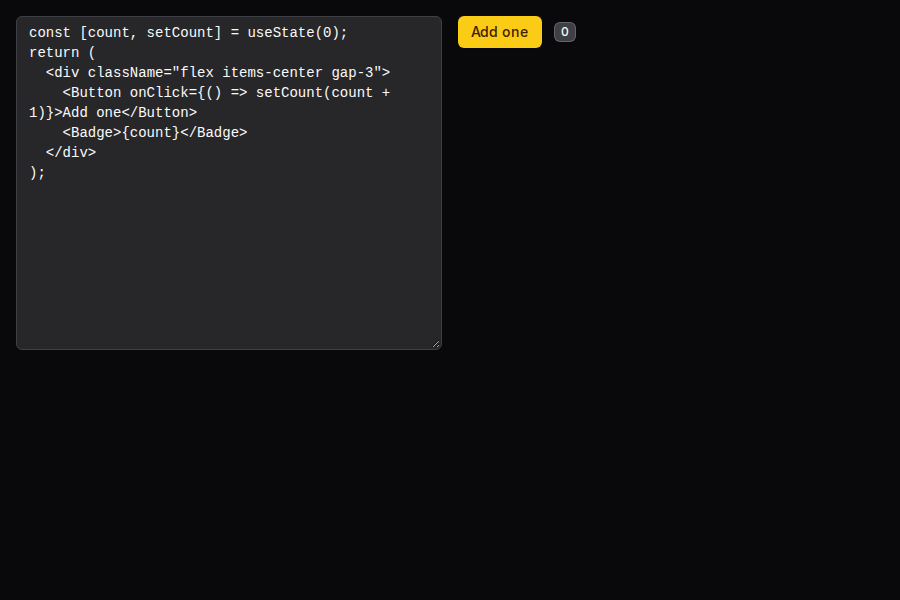 const [count, setCount] = useState(0);
return (
  <div className="flex items-center gap-3">
    <Button onClick={() => setCount(count +
1)}>Add one</Button>
    <Badge>{count}</Badge>
  </div>
);
Add one
0